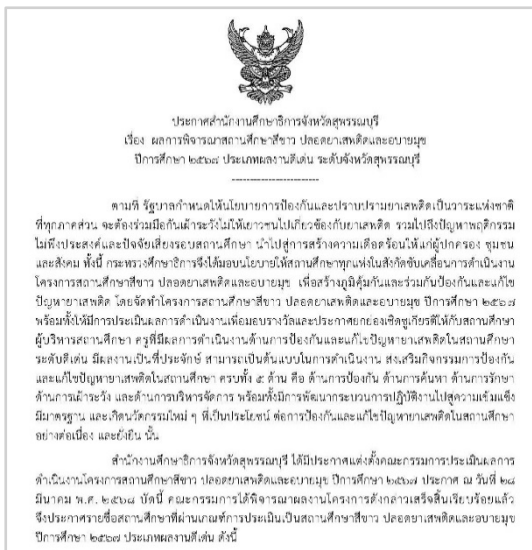 ประกาศสำนักงานศึกษาธิการจังหวัดสุพรรณบุรี
เรื่อง ผลการพิจารณาสถานศึกษาสีขาว ปลอดยาเสพติดและอบายมุข
ปีการศึกษา ๒๕๖๗ ประเภทผลงานดีเด่น ระดับจังหวัดสุพรรณบุรี
------------------------
ตามที่ รัฐบาลกำหนดให้นโยบายการป้องกันและปราบปรามยาเสพติดเป็นวาระแห่งชาติ
ที่ทุกภาคส่วน จะต้องร่วมมือกันเฝ้าระวังไม่ให้เยาวชนไปเกี่ยวข้องกับยาเสพติด รวมไปถึงปัญหาพฤติกรรม
ไม่พึงประสงค์และปัจจัยเสี่ยงรอบสถานศึกษา นำไปสู่การสร้างความเดือดร้อนให้แก่ผู้ปกครอง ชุมชน
และสังคม ทั้งนี้ กระทรวงศึกษาธิการจึงได้มอบนโยบายให้สถานศึกษาทุกแห่งในสังกัดขับเคลื่อนการดำเนินงาน
โครงการสถานศึกษาสีขาว ปลอดยาเสพติดและอบายมุข เพื่อสร้างภูมิคุ้มกันและร่วมกันป้องกันและแก้ไข
ปัญหายาเสพติด โดยจัดทำโครงการสถานศึกษาสีขาว ปลอดยาเสพติดและอบายมุข ปีการศึกษา ๒๕๖๗
พร้อมทั้งให้มีการประเมินผลการดำเนินงานเพื่อมอบรางวัลและประกาศยกย่องเชิดชูเกียรติให้กับสถานศึกษา
ผู้บริหารสถานศึกษา ครูที่มีผลการดำเนินงานด้านการป้องกันและแก้ไขปัญหายาเสพติดในสถานศึกษา
ระดับดีเด่น มีผลงานเป็นที่ประจักษ์ สามารถเป็นต้นแบบในการดำเนินงาน ส่งเสริมกิจกรรมการป้องกัน
และแก้ไขปัญหายาเสพติดในสถานศึกษา ครบทั้ง ๕ ด้าน คือ ด้านการป้องกัน ด้านการค้นหา ด้านการรักษา
ด้านการเฝ้าระวัง และด้านการบริหารจัดการ พร้อมทั้งมีการพัฒนากระบวนการปฏิบัติงานไปสู่ความเข้มแข็ง
มีมาตรฐาน และเกิดนวัตกรรมใหม่ ๆ ที่เป็นประโยชน์ ต่อการป้องกันและแก้ไขปัญหายาเสพติดในสถานศึกษา
อย่างต่อเนื่อง และยั่งยืน นั้น
สำนักงานศึกษาธิการจังหวัดสุพรรณบุรี ได้มีประกาศแต่งตั้งคณะกรรมการประเมินผลการ
ดำเนินงานโครงการสถานศึกษาสีขาว ปลอดยาเสพติดและอบายมุข ปีการศึกษา ๒๕๖๗ ประกาศ ณ วันที่ ๒๘
มีนาคม พ.ศ. ๒๕๖๘ บัดนี้ คณะกรรมการได้พิจารณาผลงานโครงการดังกล่าวเสร็จสิ้นเรียบร้อยแล้ว
จึงประกาศรายชื่อสถานศึกษาที่ผ่านเกณฑ์การประเมินเป็นสถานศึกษาสีขาว ปลอดยาเสพติดและอบายมุข
ปีการศึกษา ๒๕๖๗ ประเภทผลงานดีเด่น ดังนี้